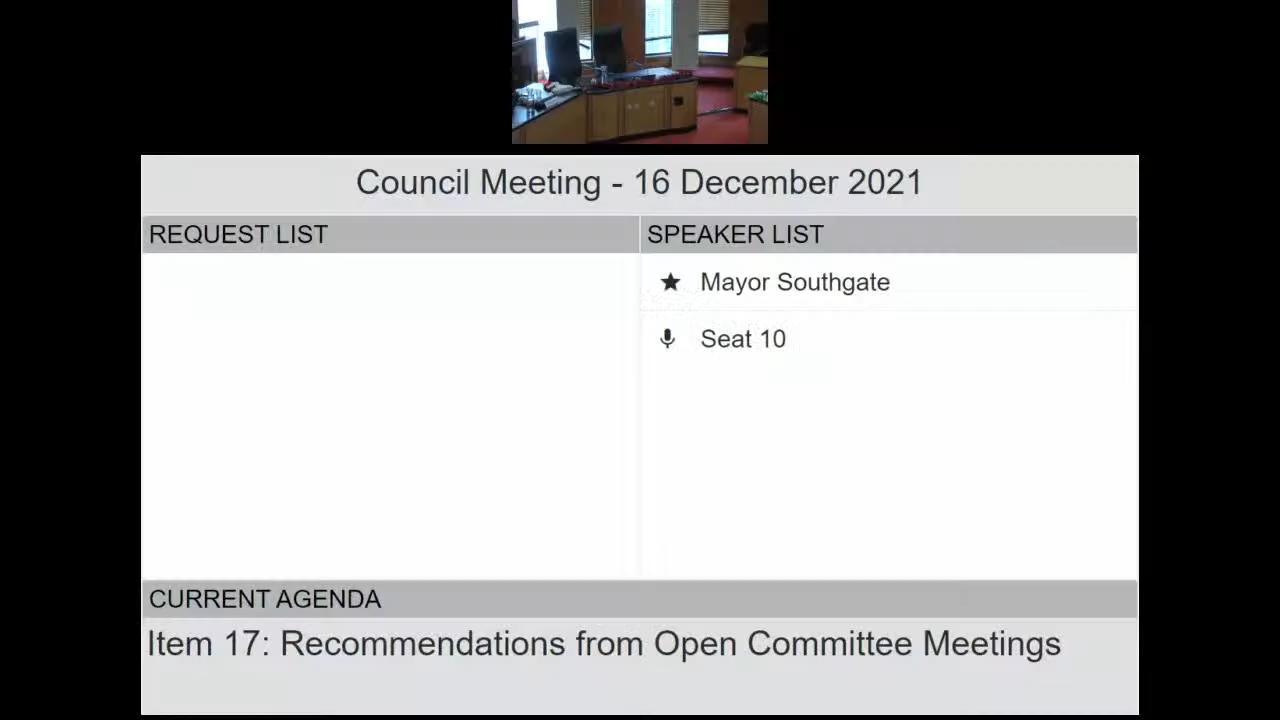 Council Meeting - 16 December 2021
REQUEST LIST
SPEAKER LIST
Mayor Southgate
Seat 10
CURRENT AGENDA
Item 17: Recommendations from Open Committee Meetings